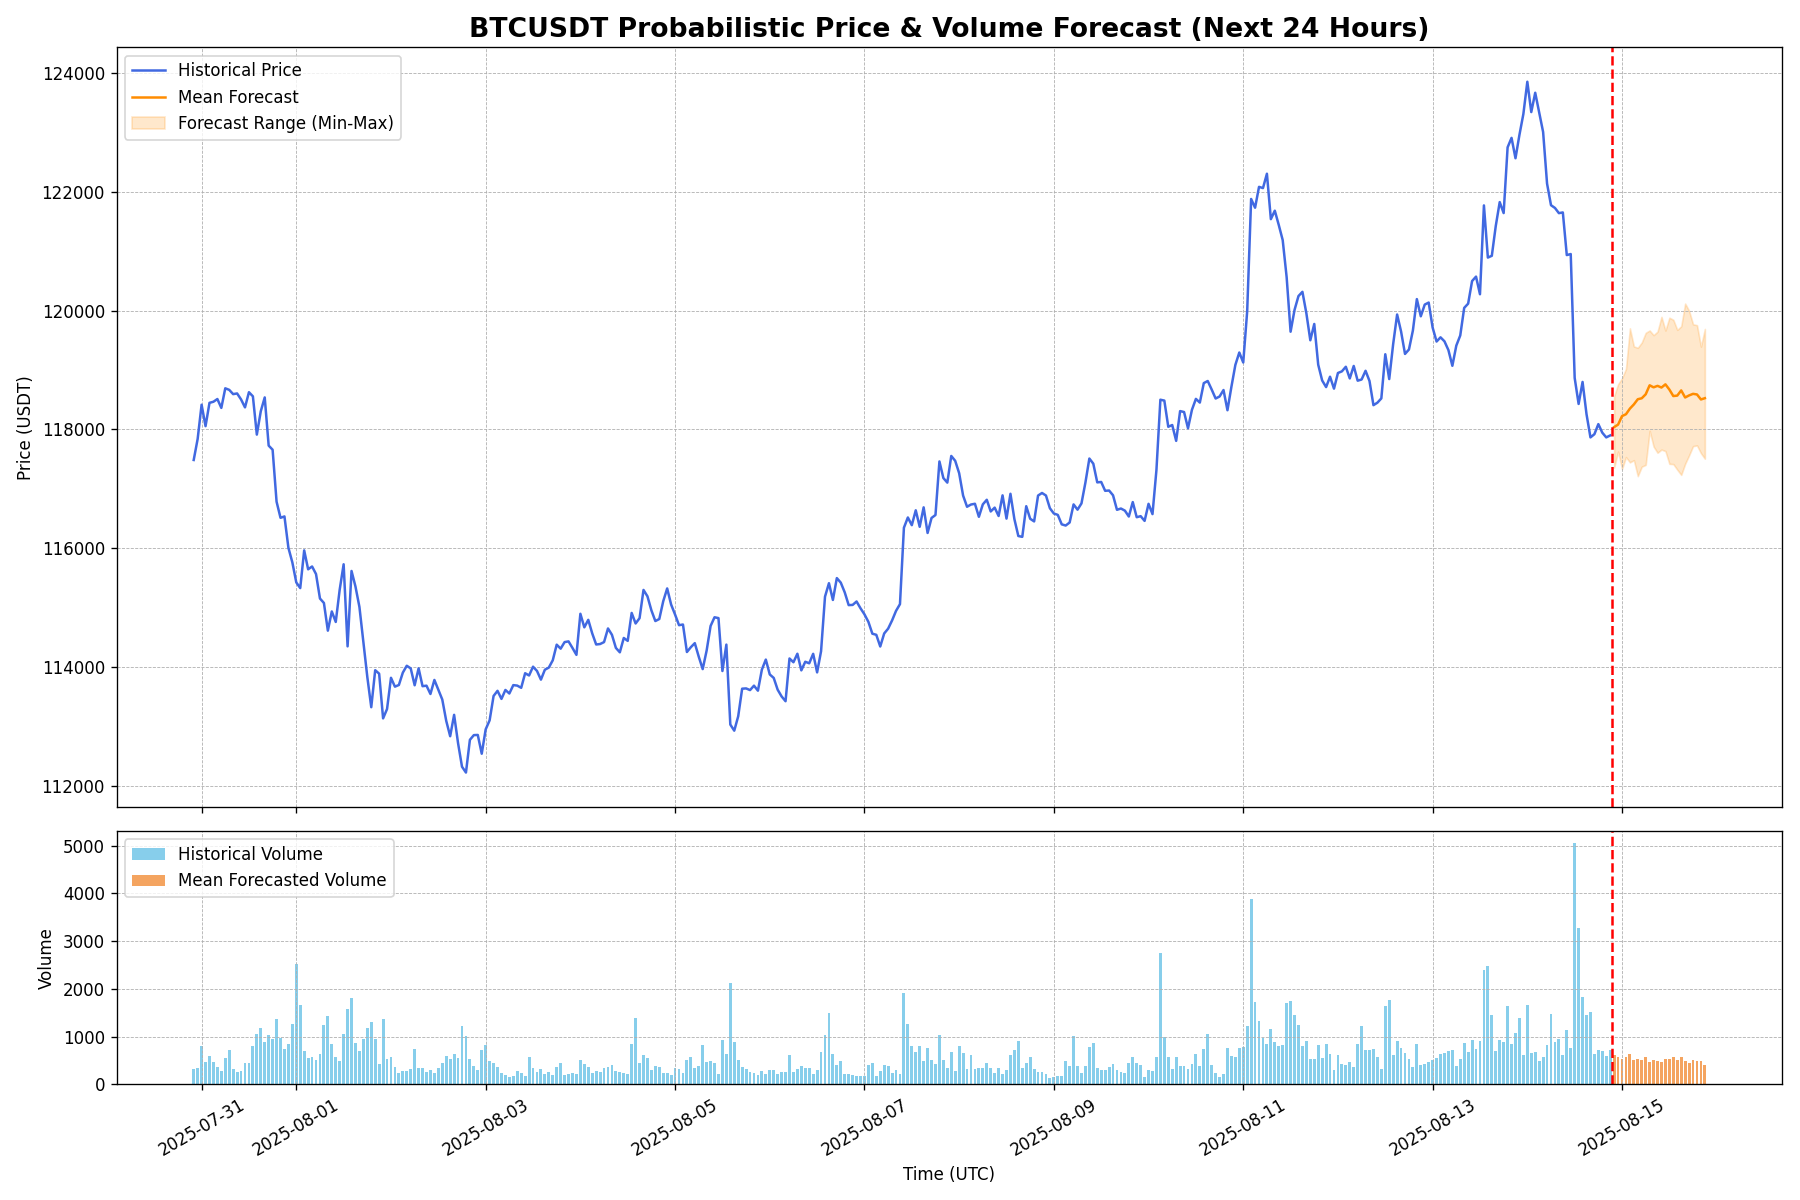 BTCUSDT Probabilistic Price & Volume Forecast (Next 24 Hours)
Historical Price
Mean Forecast
Forecast Range (Min-Max)
Price (USDT)
124000
122000
120000
118000
116000
114000
112000
Historical Volume
Mean Forecasted Volume
Volume
5000
4000
3000
2000
1000
0
2025-07-31
2025-08-01
2025-08-03
2025-08-05
2025-08-07
2025-08-09
2025-08-11
2025-08-13
2025-08-15
Time (UTC)